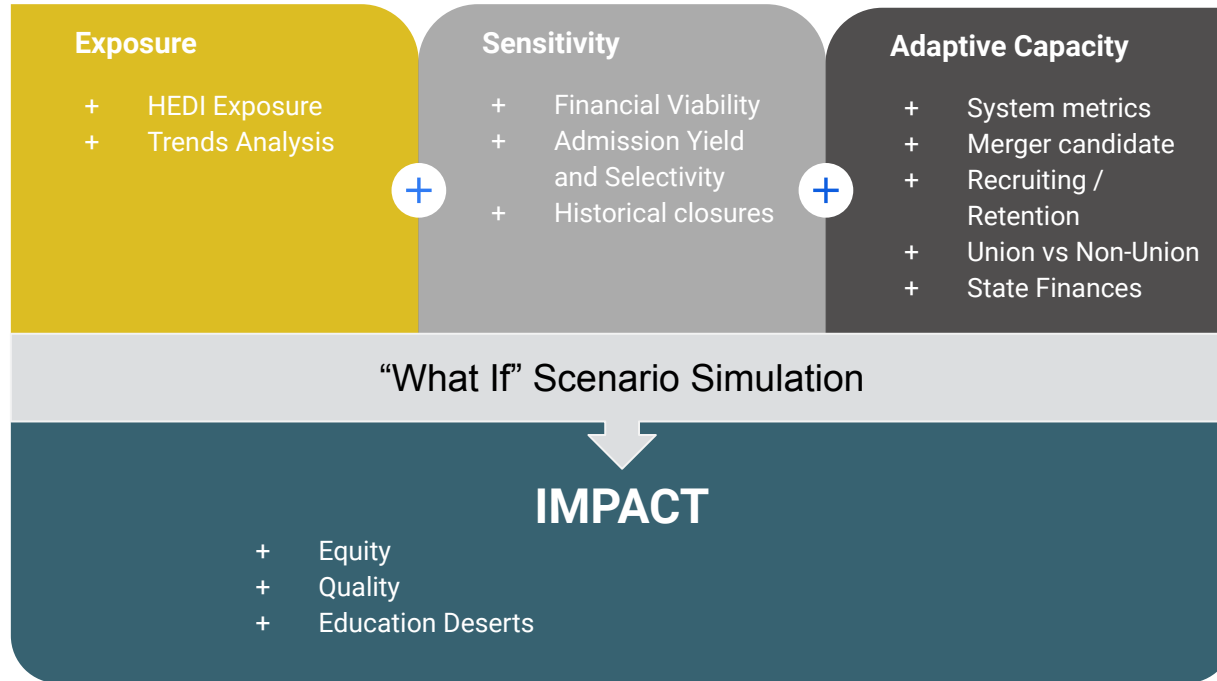 Exposure
+ HEDI Exposure
+ Trends Analysis
+
Sensitivity
+ Financial Viability
+ Admission Yield
and Selectivity
+ Historical closures
+
Adaptive Capacity
+ System metrics
+ Merger candidate
+ Recruiting /
Retention
+ Union vs Non-Union
+ State Finances
“What If” Scenario Simulation
IMPACT
+ Equity
+ Quality
+ Education Deserts